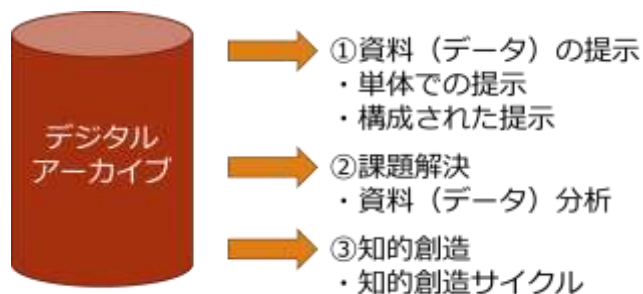 デジタル
アーカイブ
①資料（データ）の提示
・単体での提示
・構成された提示
②課題解決
・資料（データ）分析
③知的創造
・知的創造サイクル